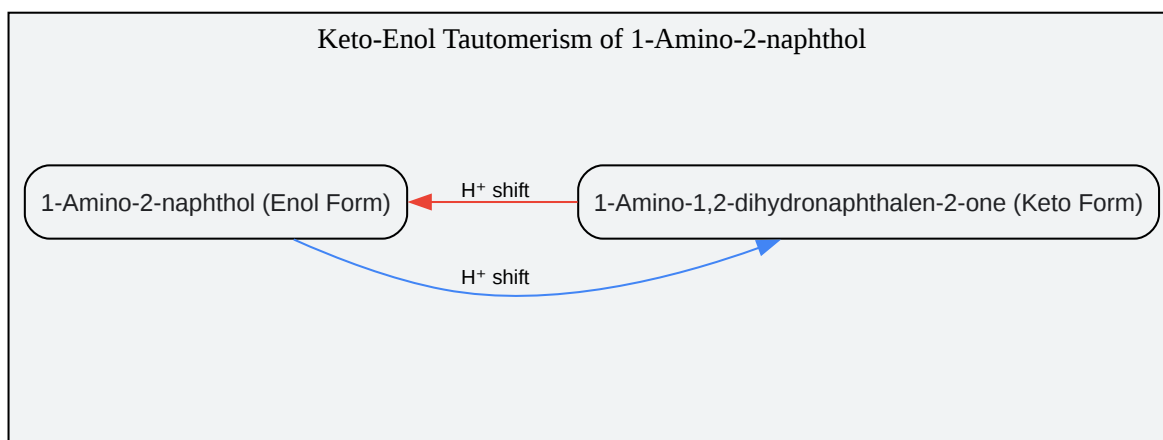 Keto-Enol Tautomerism of 1-Amino-2-naphthol
H⁺ shift
1-Amino-2-naphthol (Enol Form)
1-Amino-1,2-dihydronaphthalen-2-one (Keto Form)
H⁺ shift